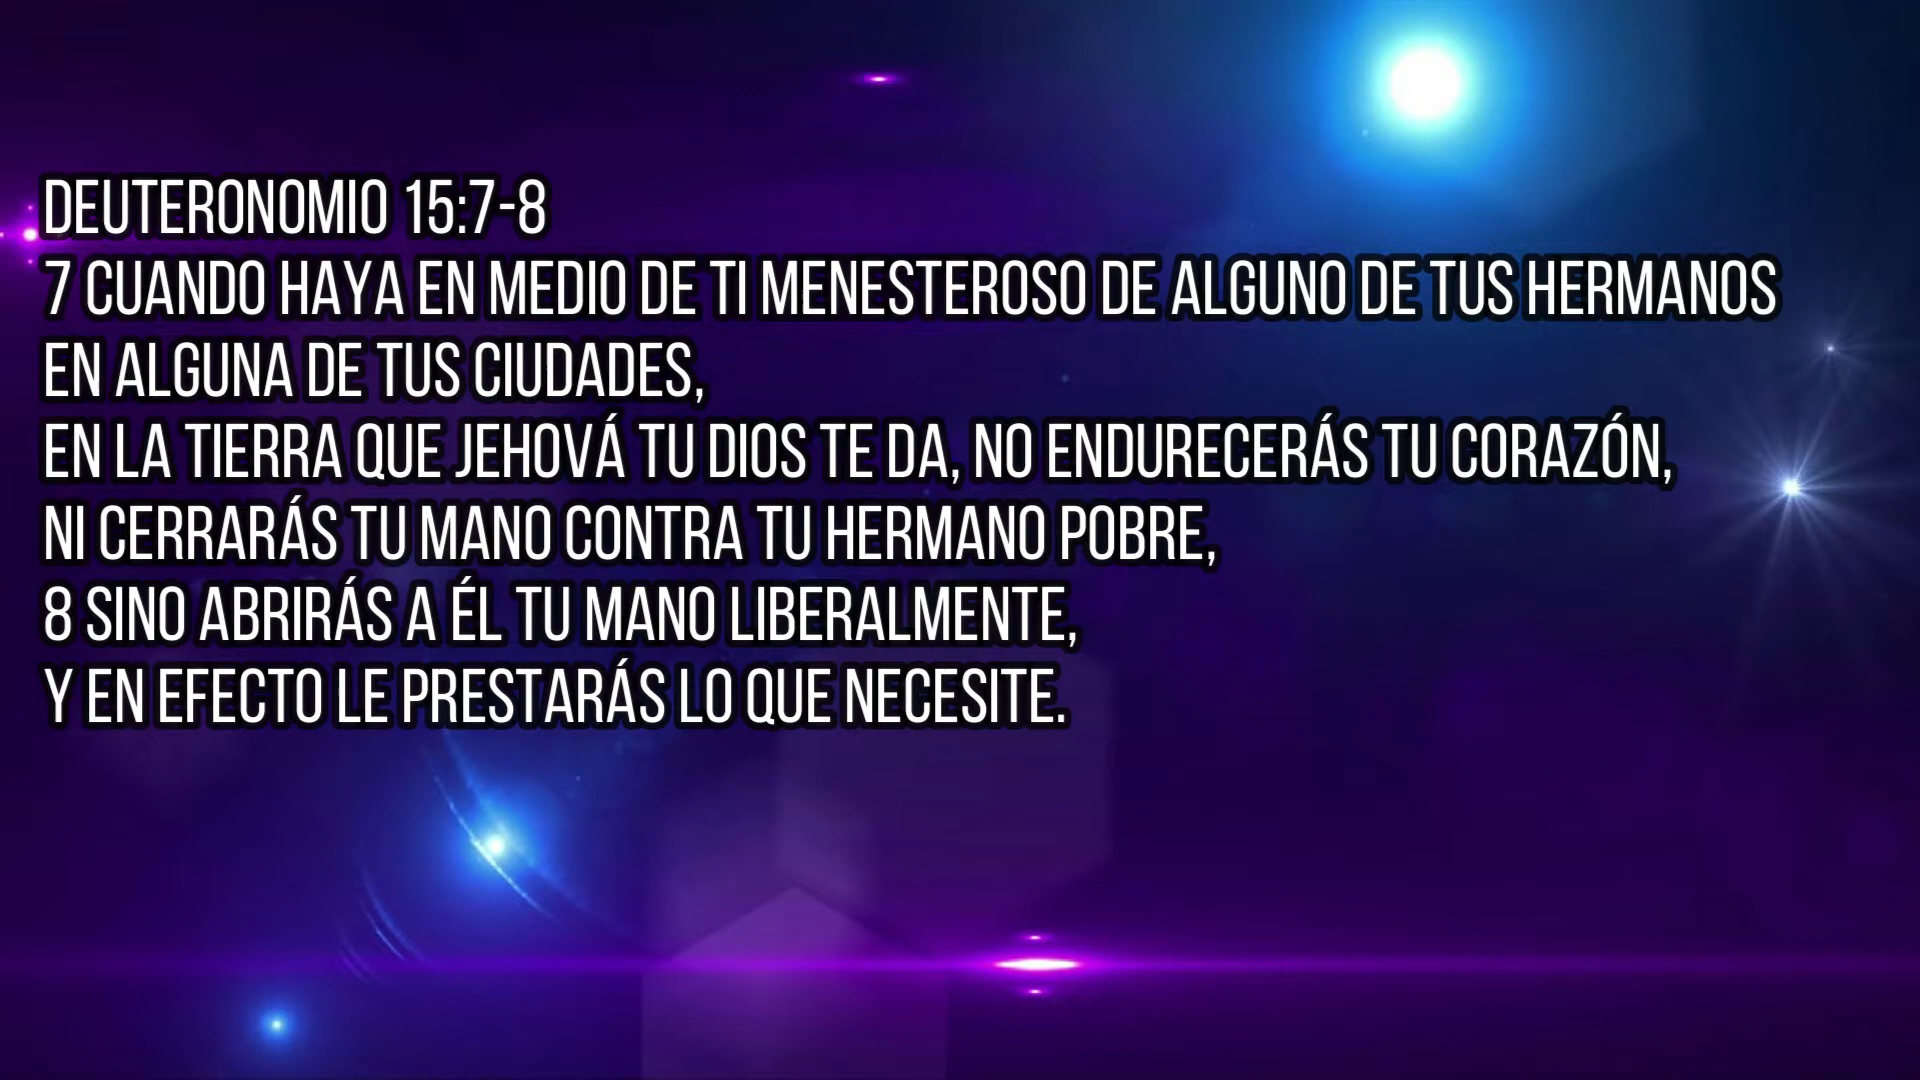 DEUTERONOMIO 15:7-8
7 CUANDO HAYA EN MEDIO DE TI MENESTEROSO DE ALGUNO DE TUS HERMANOS
EN ALGUNA DE TUS CIUDADES,
EN LA TIERRA QUE JEHOVÁ TU DIOS TE DA, NO ENDURECERÁS TU CORAZÓN,
NI CERRARÁS TU MANO CONTRA TU HERMANO POBRE,
8 SINO ABRIRÁS A ÉL TU MANO LIBERALMENTE,
Y EN EFECTO LE PRESTARÁS LO QUE NECESITE.